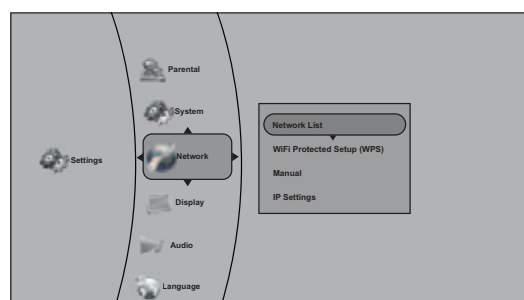 Parental
System
Settings
Network
Display
Audio
Language
Network List
WiFi Protected Setup (WPS)
Manual
IP Settings